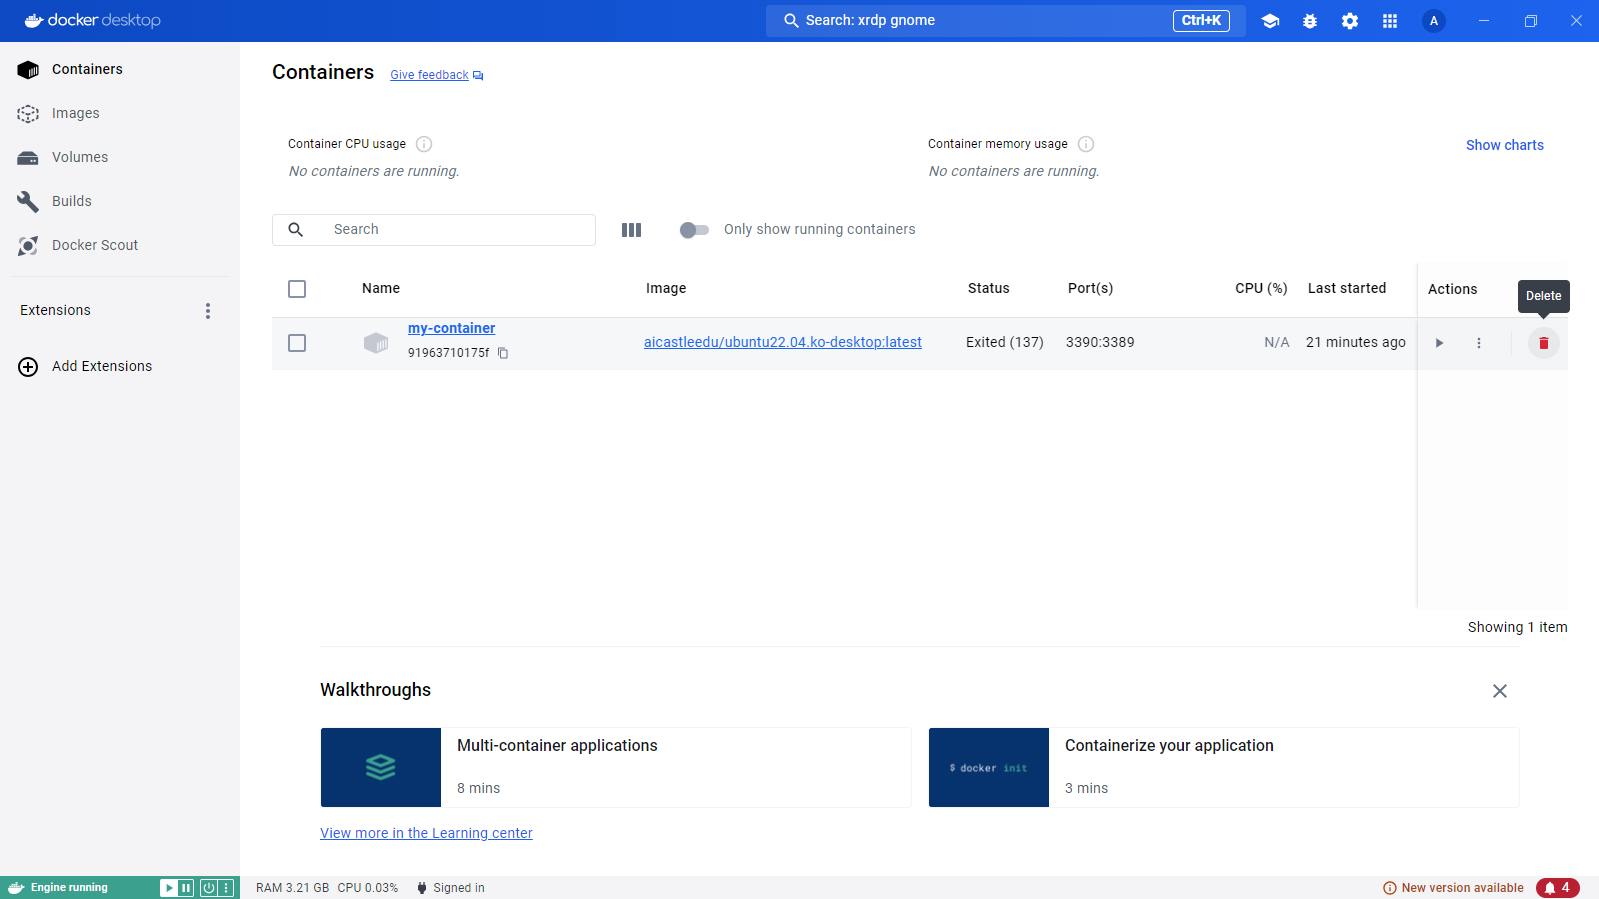 docker desktop
Search: xrdp gnome
Ctrl+K
A
Containers
Images
Volumes
Builds
Docker Scout
Extensions
Add Extensions
Containers
Give feedback
Container CPU usage
No containers are running.
Container memory usage
No containers are running.
Show charts
Search
Only show running containers
Name
Image
Status
Port(s)
CPU (%)
Last started
Actions
Delete
my-container
91963710175f
aicastleedu/ubuntu22.04.ko-desktop:latest
Exited (137)
3390:3389
N/A
21 minutes ago
Showing 1 item
Walkthroughs
Multi-container applications
8 mins
$ docker init
Containerize your application
3 mins
View more in the Learning center
Engine running
RAM 3.21 GB CPU 0.03%
Signed in
New version available
4